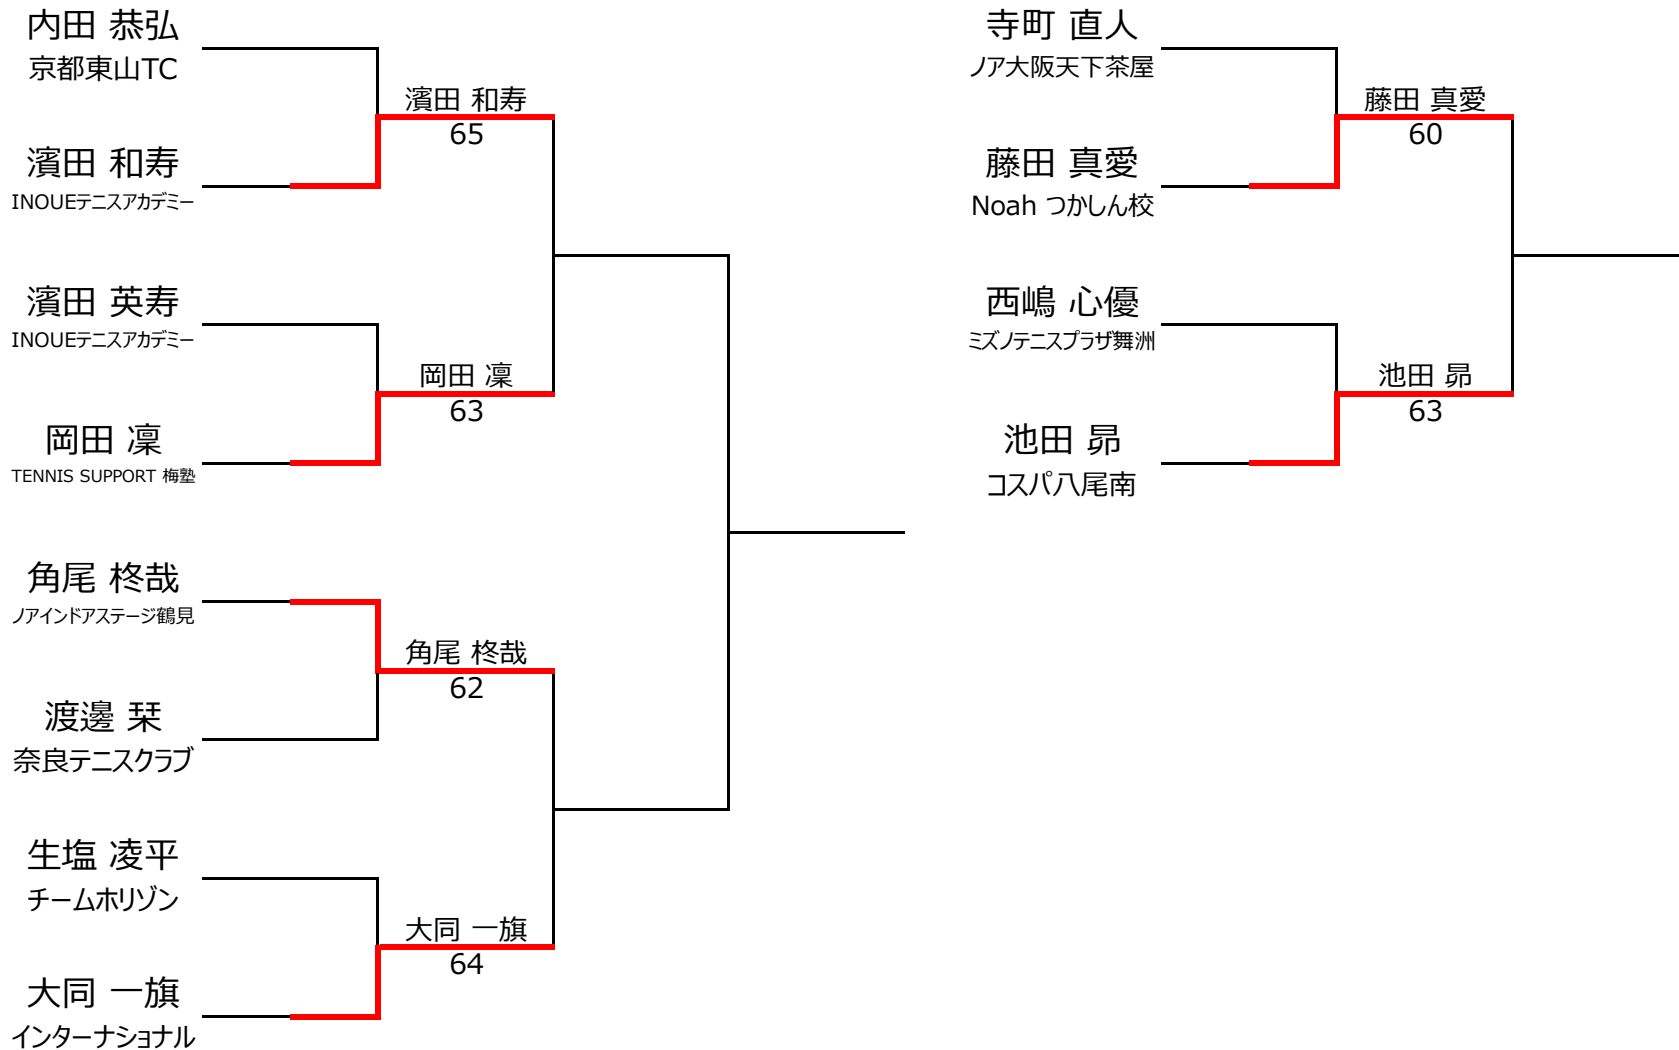 内田 恭弘
京都東山TC
濱田 和寿
65
濱田 和寿
INOUEテニスアカデミー
濱田 英寿
INOUEテニスアカデミー
岡田 凜
63
岡田 凜
TENNIS SUPPORT 梅塾
角尾 柊哉
ノアインドアステージ鶴見
角尾 柊哉
62
渡邊 栞
奈良テニスクラブ
生塩 凌平
チームホリゾン
大同 一旗
64
大同 一旗
インターナショナル
寺町 直人
ノア大阪天下茶屋
藤田 真愛
60
藤田 真愛
Noah つかしん校
西嶋 心優
ミズノテニスプラザ舞洲
池田 昴
63
池田 昴
コスパ八尾南